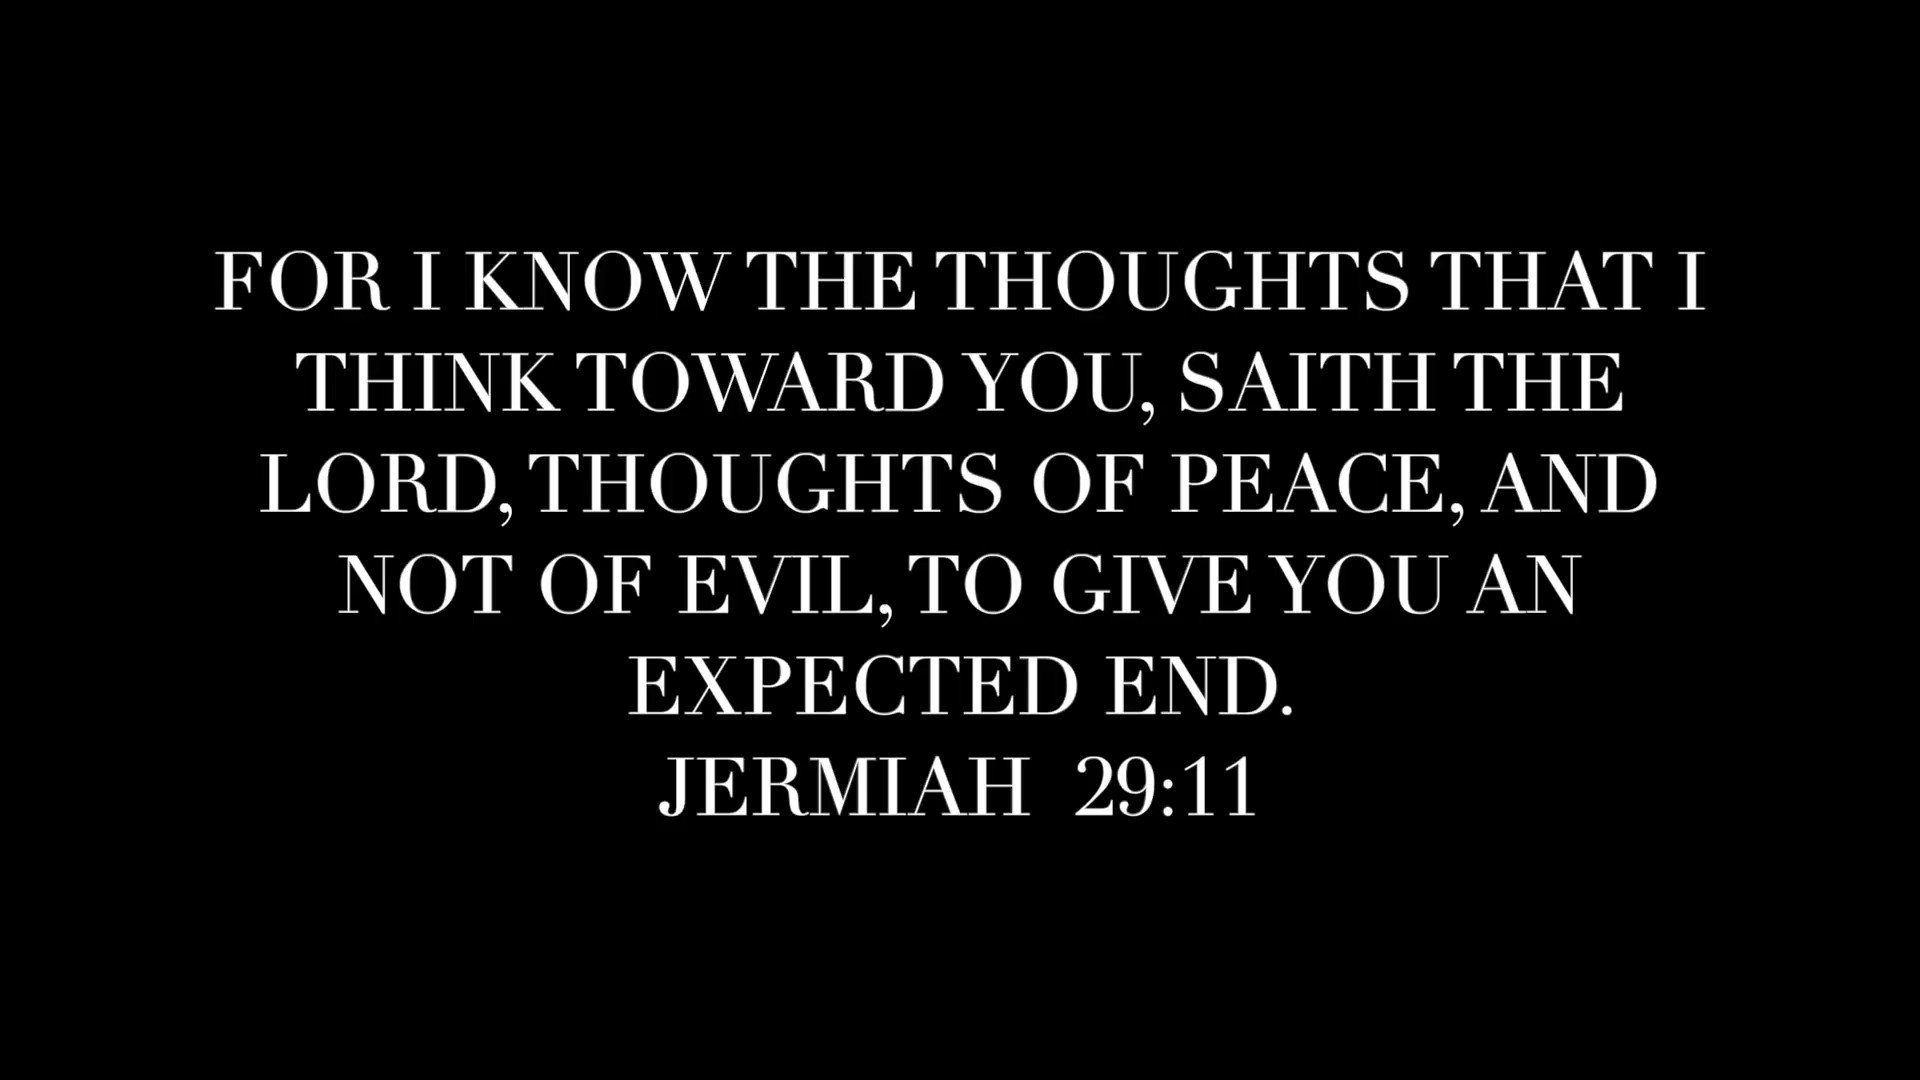 FOR I KNOW THE THOUGHTS THAT I
THINK TOWARD YOU, SAITH THE
LORD, THOUGHTS OF PEACE, AND
NOT OF EVIL, TO GIVE YOU AN
EXPECTED END.
JERMIAH 29:11